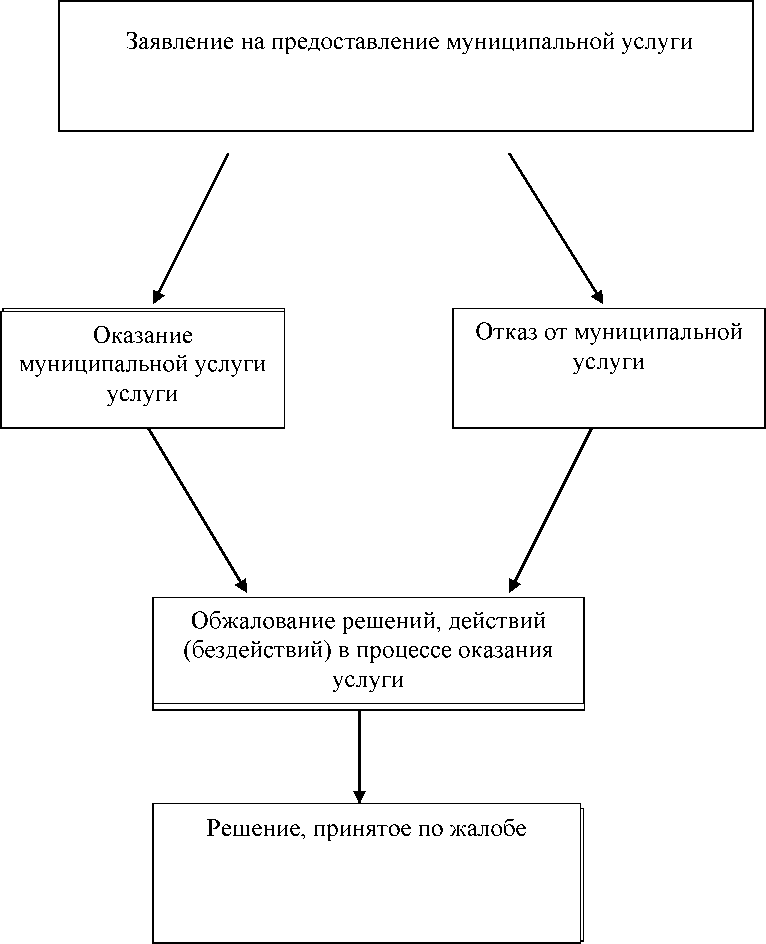 Заявление на предоставление муниципальной услуги
Оказание
муниципальной услуги
услуги
Отказ от муниципальной
услуги
Обжалование решений, действий
(бездействий) в процессе оказания
услуги
Решение, принятое по жалобе